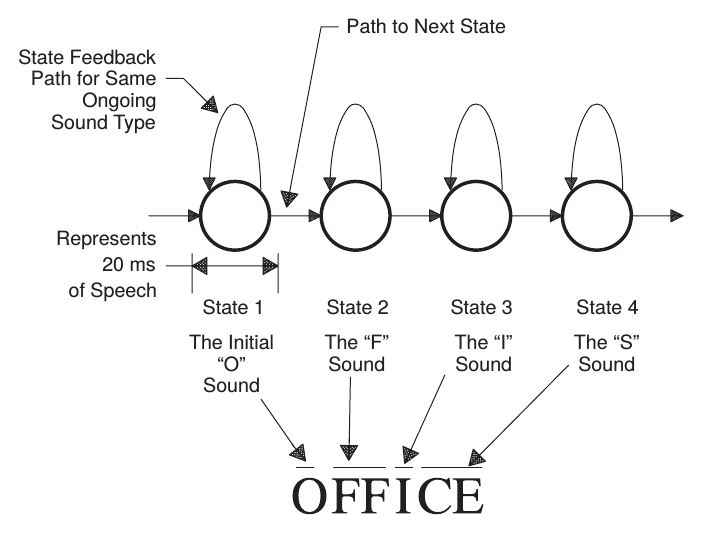 Path to Next State
State Feedback
Path for Same
Ongoing
Sound Type
Represents
20 ms
of Speech
State 1
State 2
State 3
State 4
The Initial
“O”
Sound
The “F”
Sound
The “I”
Sound
The “S”
Sound
OFFICE